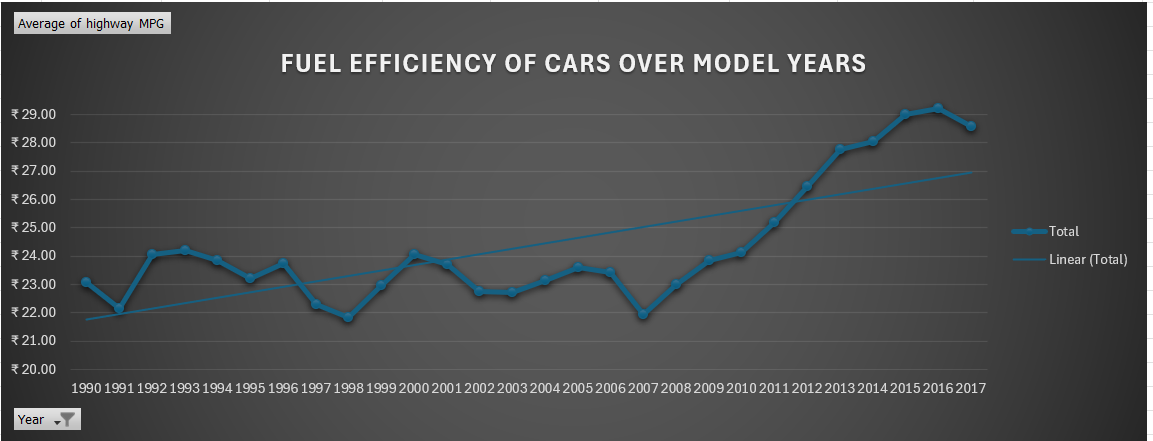 Average of highway MPG
FUEL EFFICIENCY OF CARS OVER MODEL YEARS
₹ 29.00
₹ 28.00
₹ 27.00
₹ 26.00
₹ 25.00
₹ 24.00
₹ 23.00
₹ 22.00
₹ 21.00
₹ 20.00
Total
Linear (Total)
1990 1991 1992 1993 1994 1995 1996 1997 1998 1999 2000 2001 2002 2003 2004 2005 2006 2007 2008 2009 2010 2011 2012 2013 2014 2015 2016 2017
Year